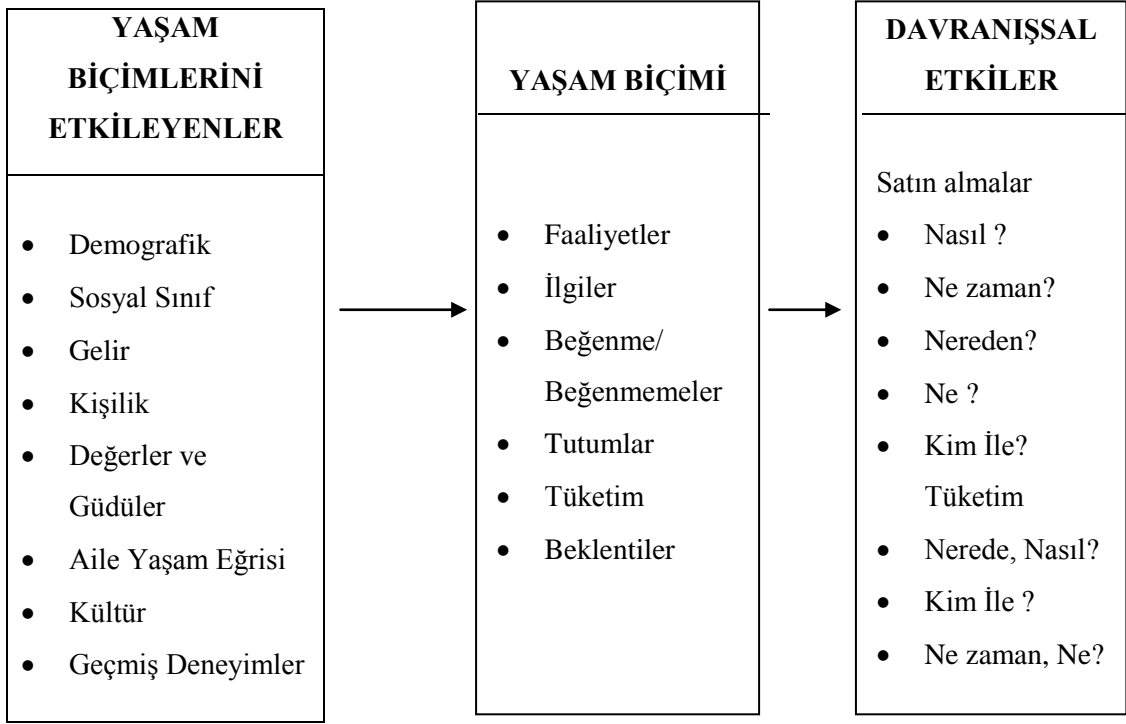 YAŞAM
BİÇİMLERİNİ
ETKİLEYENLER
• Demografik
• Sosyal Sınıf
• Gelir
• Kişilik
• Değerler ve
Güdüler
• Aile Yaşam Eğrisi
• Kültür
• Geçmiş Deneyimler
YAŞAM BİÇİMİ
• Faaliyetler
• İlgiler
• Beğenme/
Beğenmemeler
• Tutumlar
• Tüketim
• Beklentiler
DAVRANIŞSAL
ETKİLER
Satın almalar
• Nasıl ?
• Ne zaman?
• Nereden?
• Ne ?
• Kim İle?
Tüketim
• Nerede, Nasıl?
• Kim İle ?
• Ne zaman, Ne?